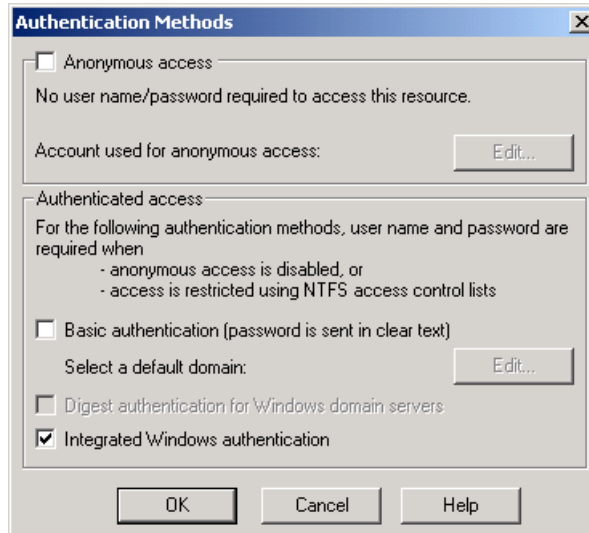 Authentication Methods
Anonymous access
No user name/password required to access this resource.
Account used for anonymous access:
Edit...
Authenticated access
For the following authentication methods, user name and password are
required when
- anonymous access is disabled, or
- access is restricted using NTFS access control lists
Basic authentication (password is sent in clear text)
Select a default domain:
Edit...
Digest authentication for Windows domain servers
Integrated Windows authentication
OK
Cancel
Help